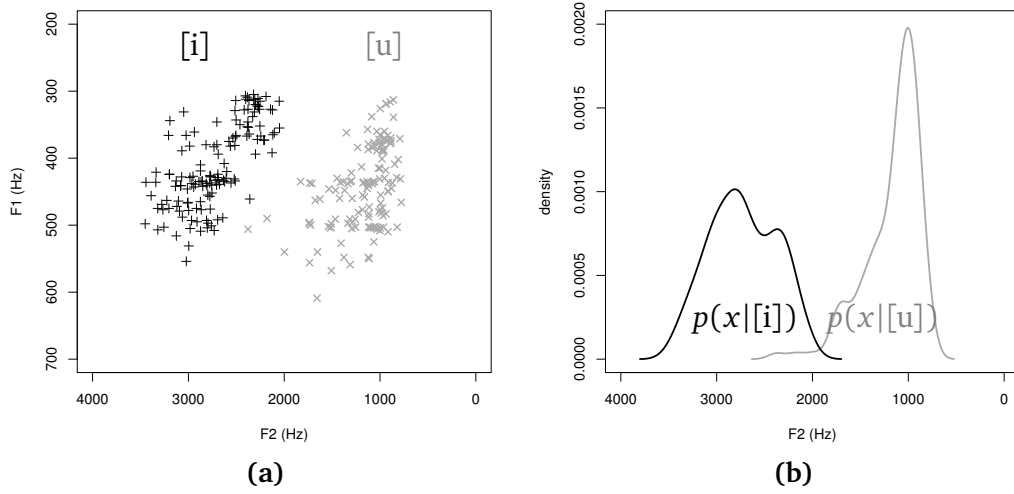 [i] [u]
200
300
400
500
600
700
F1 (Hz)
4000 3000 2000 1000 0
F2 (Hz)
(a)
0.0020
0.0015
0.0010
0.0005
0.0000
density
p(x|[i]) p(x|[u])
4000 3000 2000 1000 0
F2 (Hz)
(b)